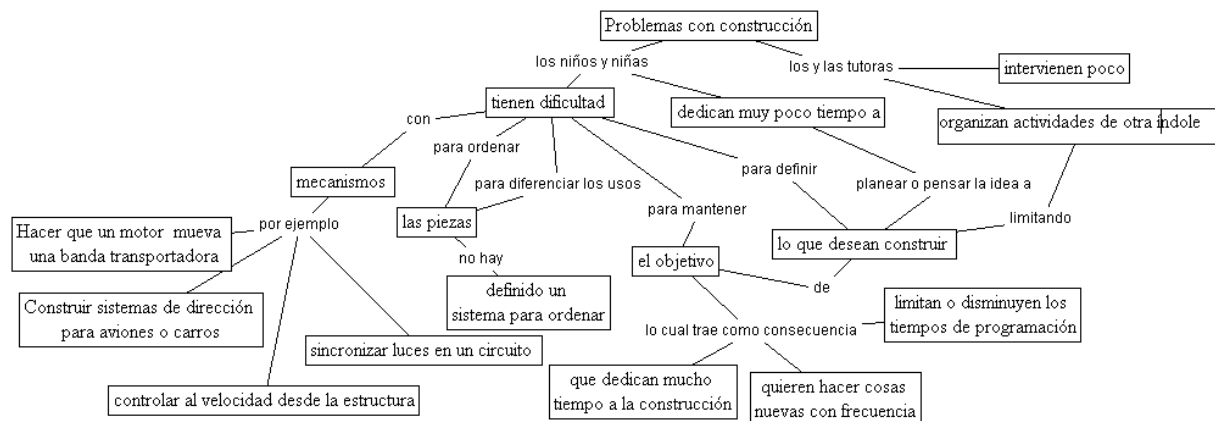 Problemas con construcción
los niños y niñas
los y las tutoras
intervienen poco
tienen dificultad
dedican muy poco tiempo a
organizan actividades de otra índole
con
para ordenar
para diferenciar los usos
para mantener
para definir
planear o pensar la idea a
limitando
mecanismos
por ejemplo
las piezas
no hay
definido un
sistema para ordenar
el objetivo
de
lo que desean construir
Hacer que un motor mueva
una banda transportadora
Construir sistemas de dirección
para aviones o carros
sincronizar luces en un circuito
controlar al velocidad desde la estructura
lo cual trae como consecuencia
limitan o disminuyen los
tiempos de programación
que dedican mucho
tiempo a la construcción
quieren hacer cosas
nuevas con frecuencia